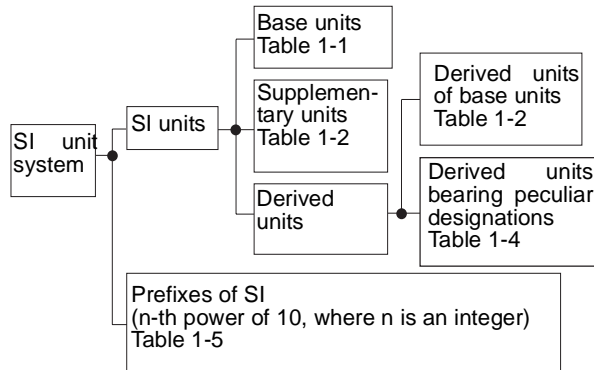 SI unit
system
SI units
Base units
Table 1-1
Supplemen-
tary units
Table 1-2
Derived
units
Derived units
of base units
Table 1-2
Derived units
bearing peculiar
designations
Table 1-4
Prefixes of SI
(n-th power of 10, where n is an integer)
Table 1-5